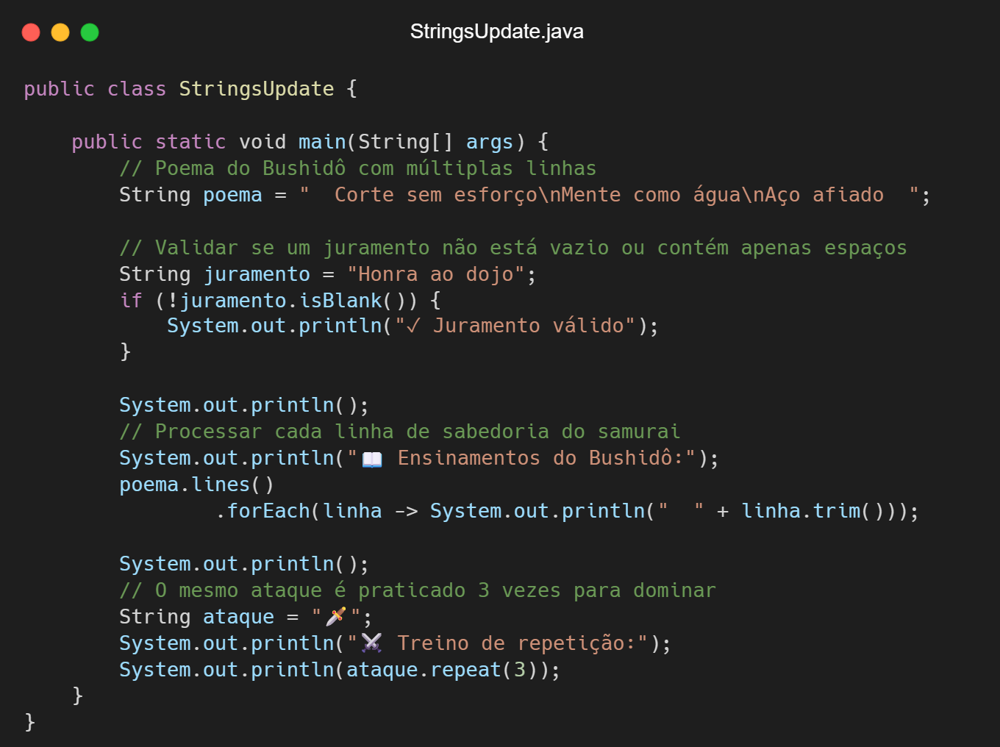 StringsUpdate.java
public class StringsUpdate {
    public static void main(String[] args) {
        // Poema do Bushidô com múltiplas linhas
        String poema = "  Corte sem esforço\nMente como água\nAço afiado  ";
        // Validar se um juramento não está vazio ou contém apenas espaços
        String juramento = "Honra ao dojo";
        if (!juramento.isBlank()) {
            System.out.println("✓ Juramento válido");
        }
        System.out.println();
        // Processar cada linha de sabedoria do samurai
        System.out.println("📖 Ensinamentos do Bushidô:");
        poema.lines()
                .forEach(linha -> System.out.println("  " + linha.trim()));
        System.out.println();
        // O mesmo ataque é praticado 3 vezes para dominar
        String ataque = "🗡️";
        System.out.println("⚔️ Treino de repetição:");
        System.out.println(ataque.repeat(3));
    }
}